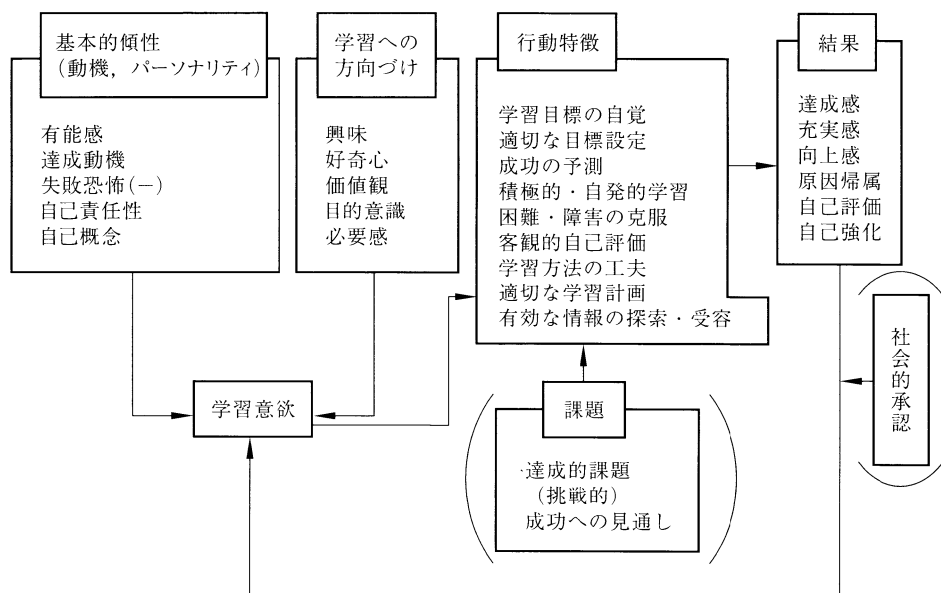 基本的傾性
(動機，パーソナリティ)
有能感
達成動機
失敗恐怖(－)
自己責任性
自己概念
学習への
方向づけ
興味
好奇心
価値観
目的意識
必要感
行動特徴
学習目標の自覚
適切な目標設定
成功の予測
積極的・自発的学習
困難・障害の克服
客観的自己評価
学習方法の工夫
適切な学習計画
有効な情報の探索・受容
結果
達成感
充実感
向上感
原因帰属
自己評価
自己強化
社会的承認
学習意欲
課題
達成的課題
(挑戦的)
成功への見通し